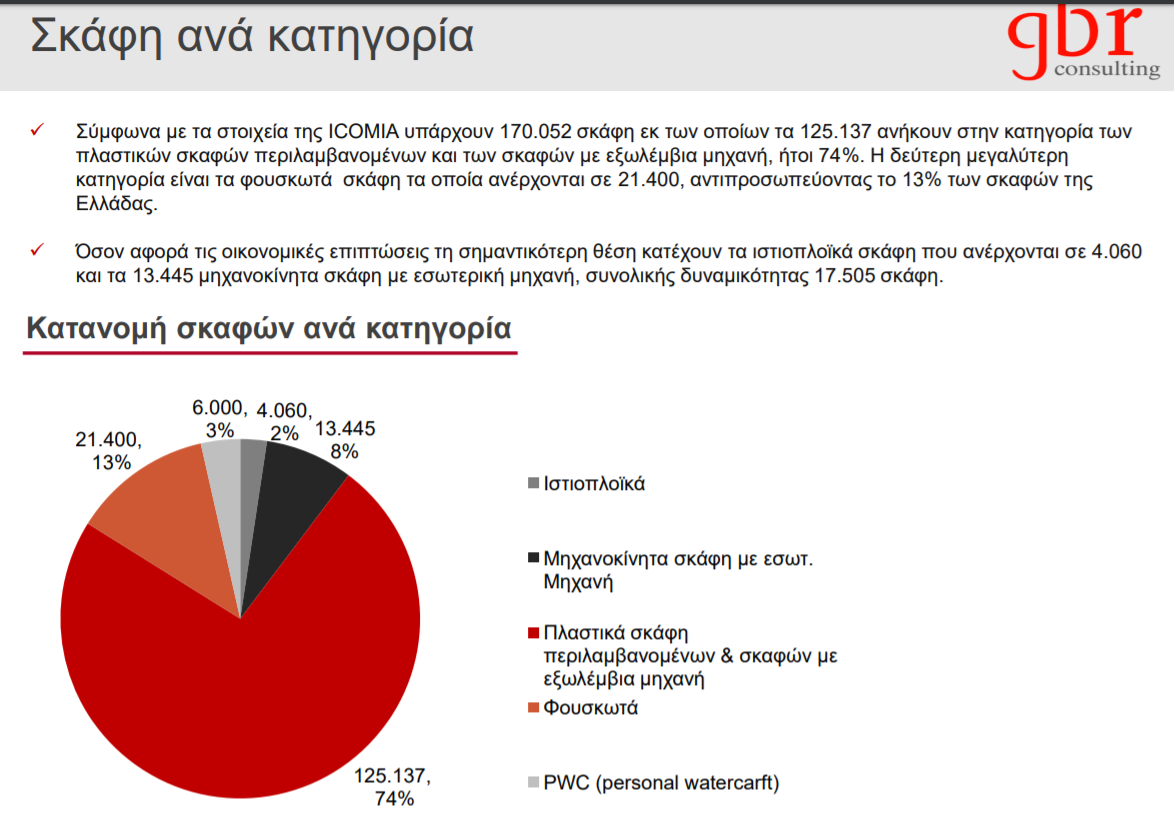 Σκάφη ανά κατηγορία
gbr
consulting
✓ Σύμφωνα με τα στοιχεία της ICOMIA υπάρχουν 170.052 σκάφη εκ των οποίων τα 125.137 ανήκουν στην κατηγορία των
πλαστικών σκαφών περιλαμβανομένων και των σκαφών με εξωλέμβια μηχανή, ήτοι 74%. Η δεύτερη μεγαλύτερη
κατηγορία είναι τα φουσκωτά σκάφη τα οποία ανέρχονται σε 21.400, αντιπροσωπεύοντας το 13% των σκαφών της
Ελλάδας.
✓ Όσον αφορά τις οικονομικές επιπτώσεις τη σημαντικότερη θέση κατέχουν τα ιστιοπλοϊκά σκάφη που ανέρχονται σε 4.060
και τα 13.445 μηχανοκίνητα σκάφη με εσωτερική μηχανή, συνολικής δυναμικότητας 17.505 σκάφη.
Κατανομή σκαφών ανά κατηγορία
6.000,
3%
4.060,
2%
13.445
8%
21.400,
13%
125.137,
74%
Ιστιοπλοϊκά
Μηχανοκίνητα σκάφη με εσωτ.
Μηχανή
Πλαστικά σκάφη
περιλαμβανομένων & σκαφών με
εξωλέμβια μηχανή
Φουσκωτά
PWC (personal watercarft)